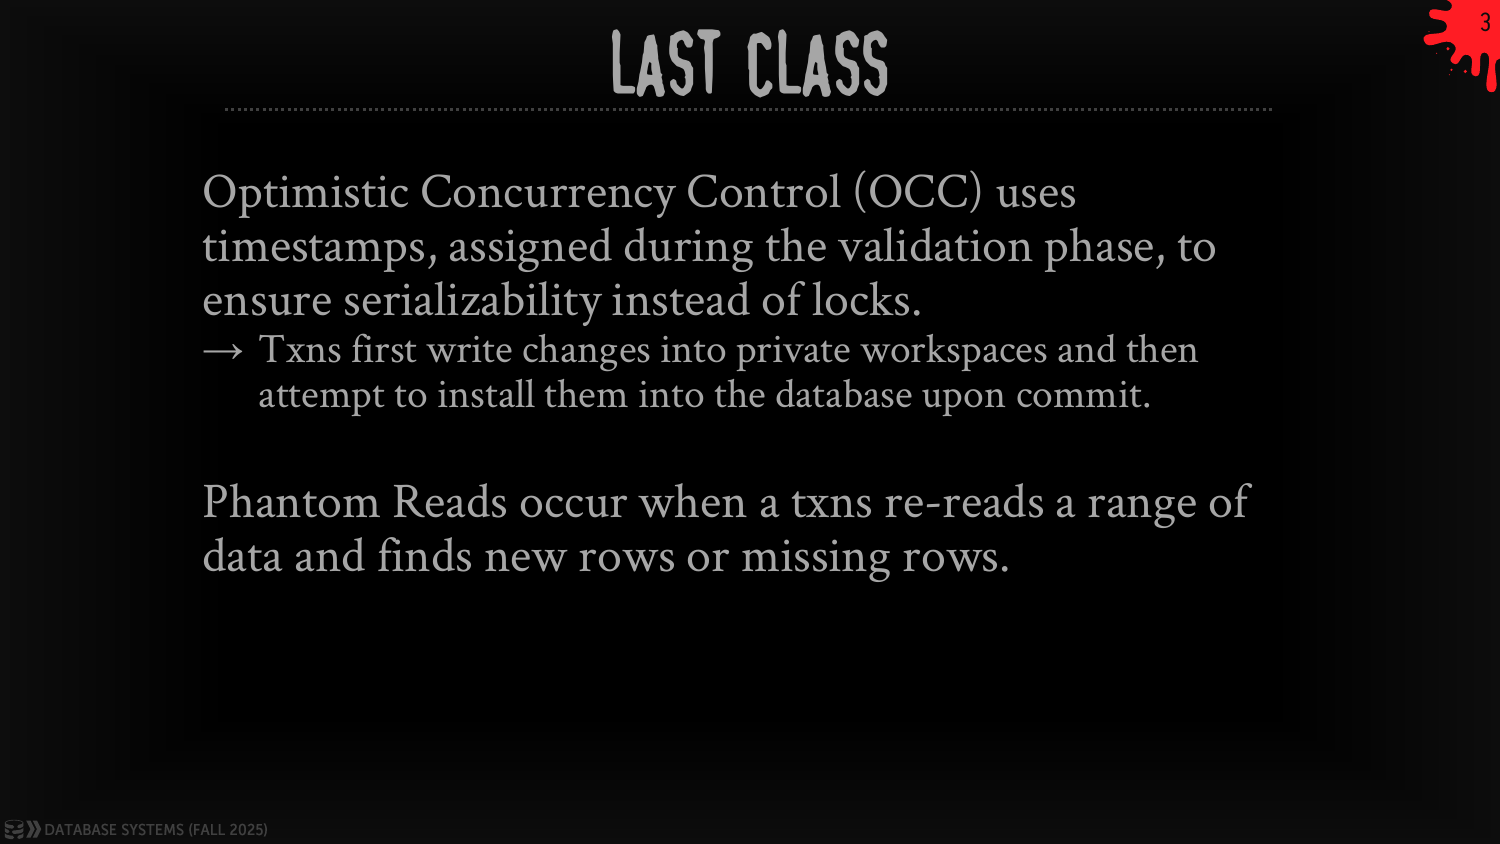 3
LAST CLASS
Optimistic Concurrency Control (OCC) uses
timestamps, assigned during the validation phase, to
ensure serializability instead of locks.
→ Txns first write changes into private workspaces and then
attempt to install them into the database upon commit.
Phantom Reads occur when a txns re-reads a range of
data and finds new rows or missing rows.
DATABASE SYSTEMS (FALL 2025)